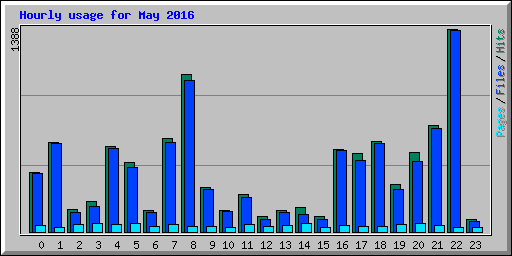 Hourly usage for May 2016
1388
Pages / Files / Hits
0 1 2 3 4 5 6 7 8 9 10 11 12 13 14 15 16 17 18 19 20 21 22 23